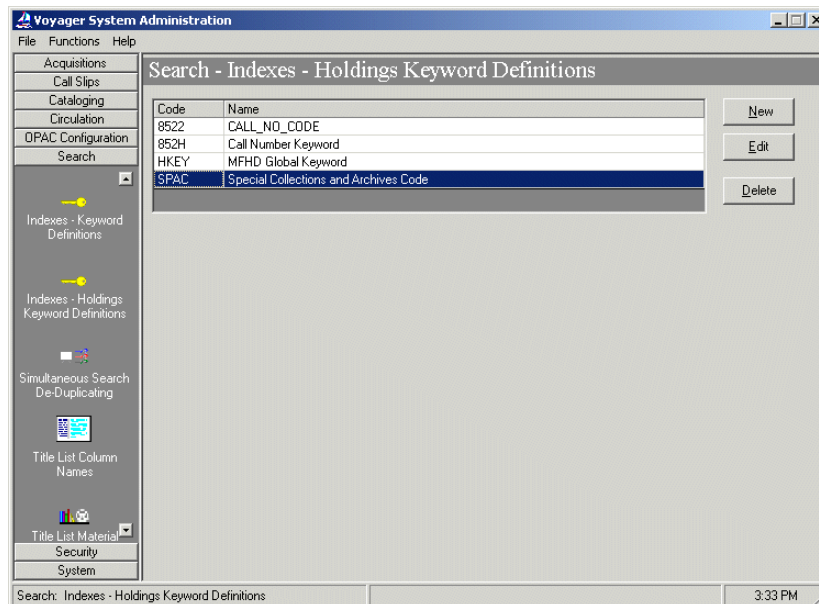 Voyager System Administration
File Functions Help
Acquisitions
Call Slips
Cataloging
Circulation
OPAC Configuration
Search
Indexes - Keyword
Definitions
Indexes - Holdings
Keyword Definitions
Simultaneous Search
De-Duplicating
Title List Column
Names
Title List Material
Security
System
Search - Indexes - Holdings Keyword Definitions
Code Name
8522 CALL_NO_CODE
852H Call Number Keyword
HKEY MFHD Global Keyword
SPAC Special Collections and Archives Code
New
Edit
Delete
Search: Indexes - Holdings Keyword Definitions
3:33 PM